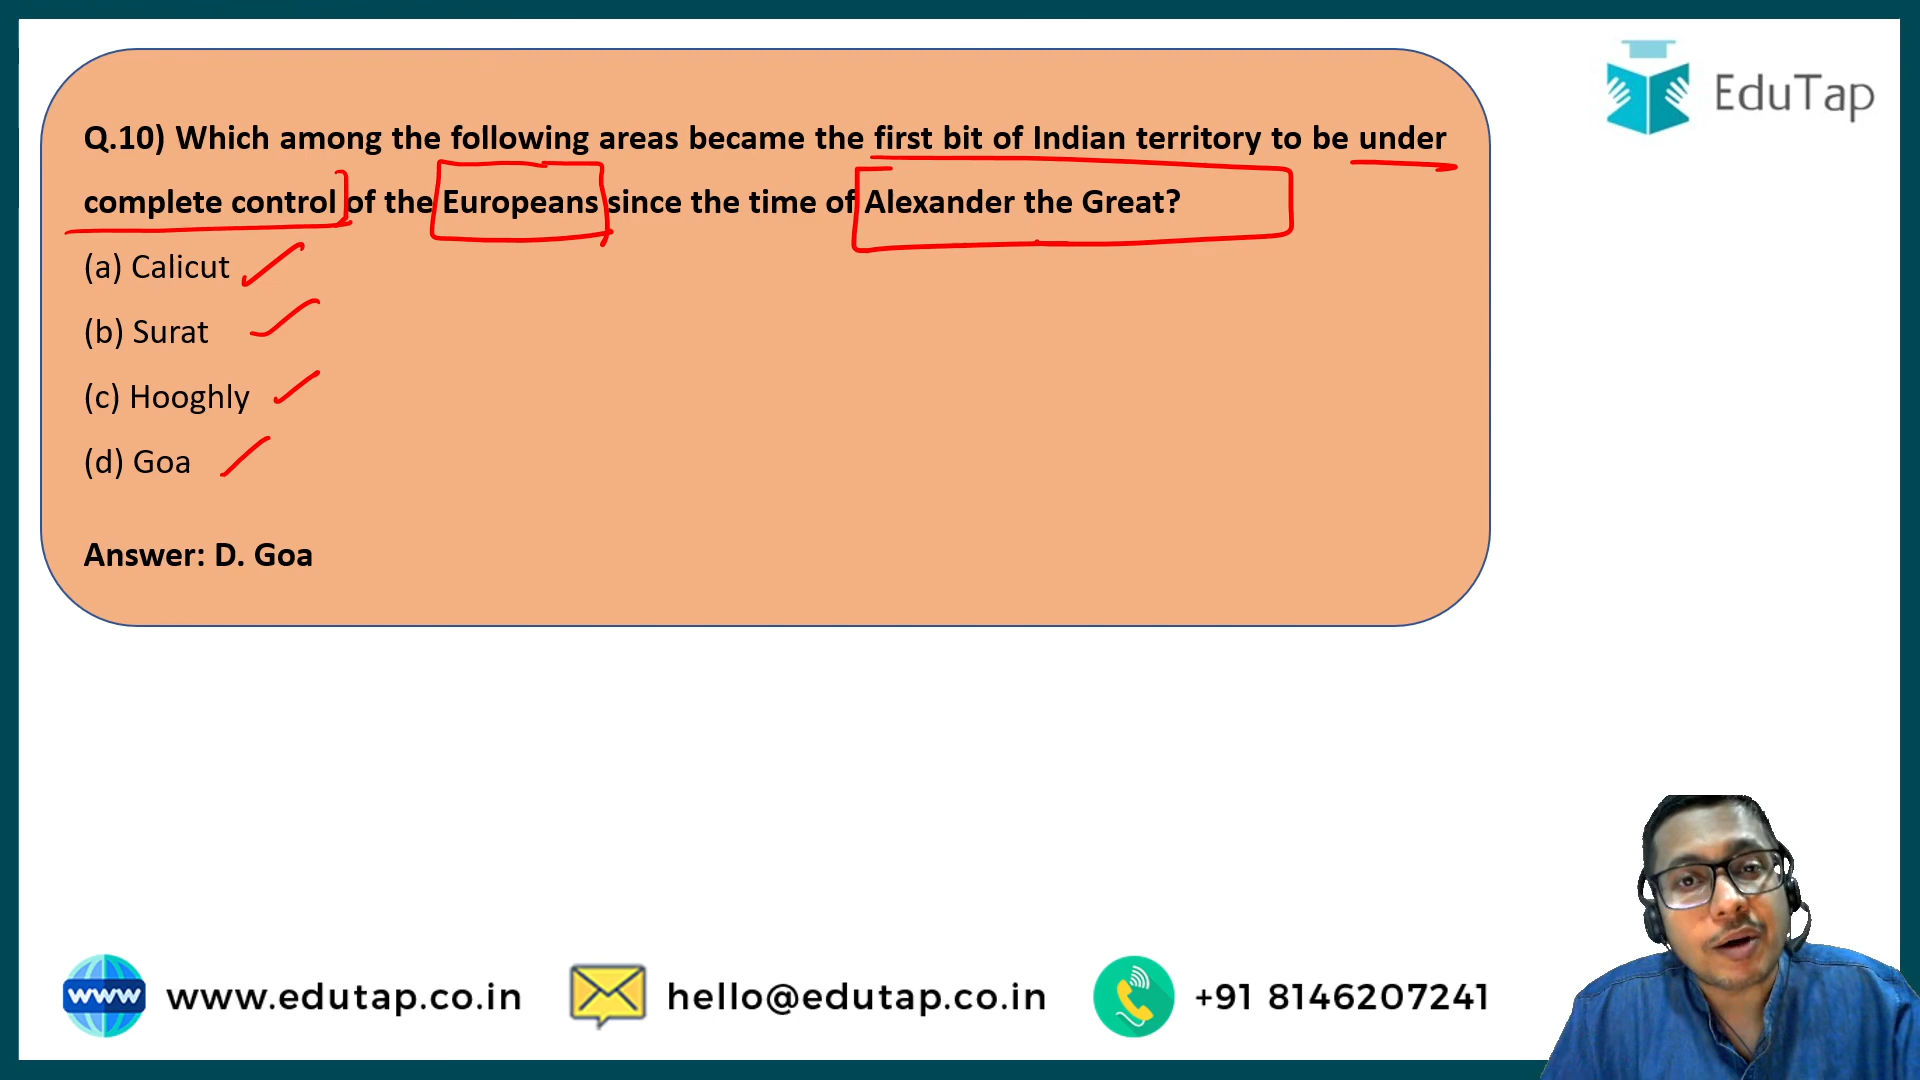 EduTap
Q.10) Which among the following areas became the first bit of Indian territory to be under
complete control of the Europeans since the time of Alexander the Great?
(a) Calicut
(b) Surat
(c) Hooghly
(d) Goa
Answer: D. Goa
www www.edutap.co.in hello@edutap.co.in +91 8146207241